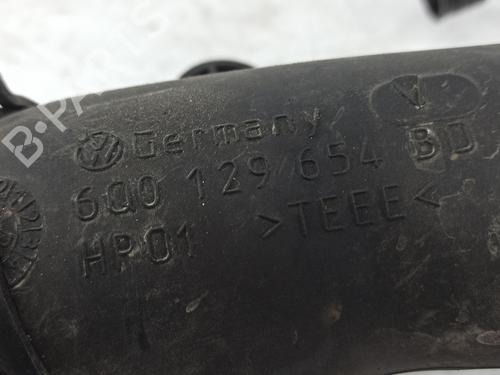 Germany V
6Q0 129 654 BD
HP01 >TEEE<
B-PARTS